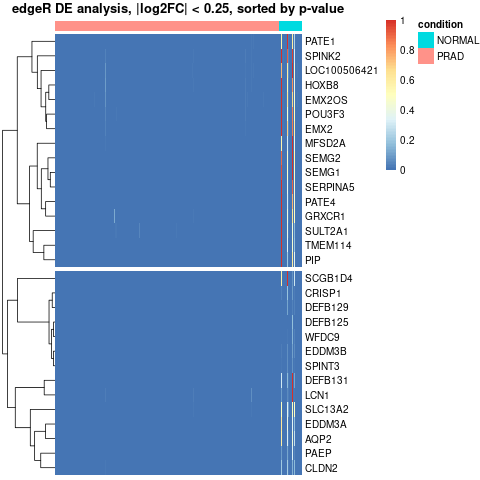 edgeR DE analysis, |log2FC| < 0.25, sorted by p-value
PATE1
SPINK2
LOC100506421
HOXB8
EMX2OS
POU3F3
EMX2
MFSD2A
SEMG2
SEMG1
SERPINA5
PATE4
GRXCR1
SULT2A1
TMEM114
PIP
SCGB1D4
CRISP1
DEFB129
DEFB125
WFDC9
EDDM3B
SPINT3
DEFB131
LCN1
SLC13A2
EDDM3A
AQP2
PAEP
CLDN2
1
0.8
0.6
0.4
0.2
0
condition
NORMAL
PRAD